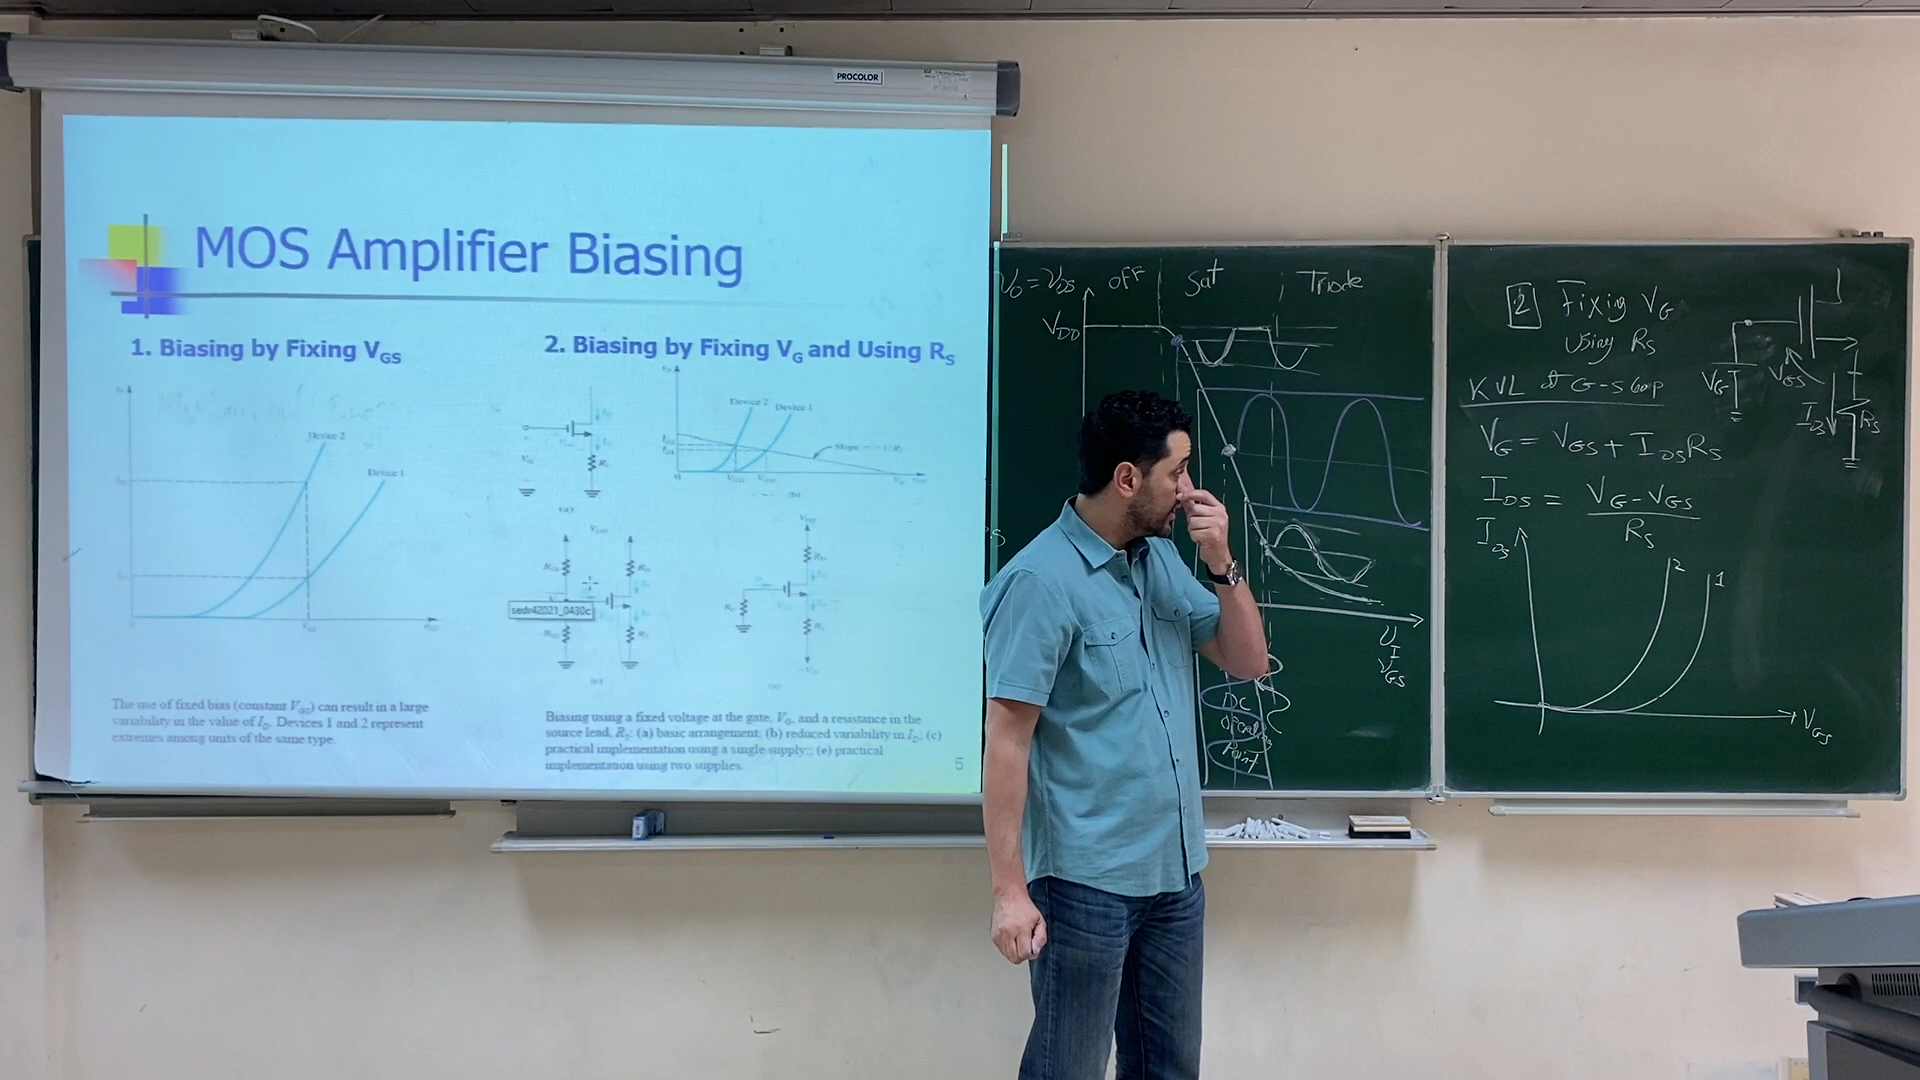 PROCOLOR
MOS Amplifier Biasing
1. Biasing by Fixing VGS
2. Biasing by Fixing VG and Using RS
Device 2
Device 1
Device 2
Device 1
Slope = −1/RS
(b)
(a)
sedr42021_0430c
(c)
(e)
The use of fixed bias (constant VGS) can result in a large
variability in the value of ID. Devices 1 and 2 represent
extremes among units of the same type.
Biasing using a fixed voltage at the gate, VG, and a resistance in the
source lead, RS: (a) basic arrangement; (b) reduced variability in ID; (c)
practical implementation using a single supply; (e) practical
implementation using two supplies.
5
VO = VDS
OFF
Sat
Triode
VDD
VI
VGS
DC
Operating
Point
2 Fixing VG
Using RS
KVL at G-S loop
VG = VGS + IDS RS
IDS = VG - VGS
RS
VG
VGS
IDS
RS
IDS
2
1
VGS